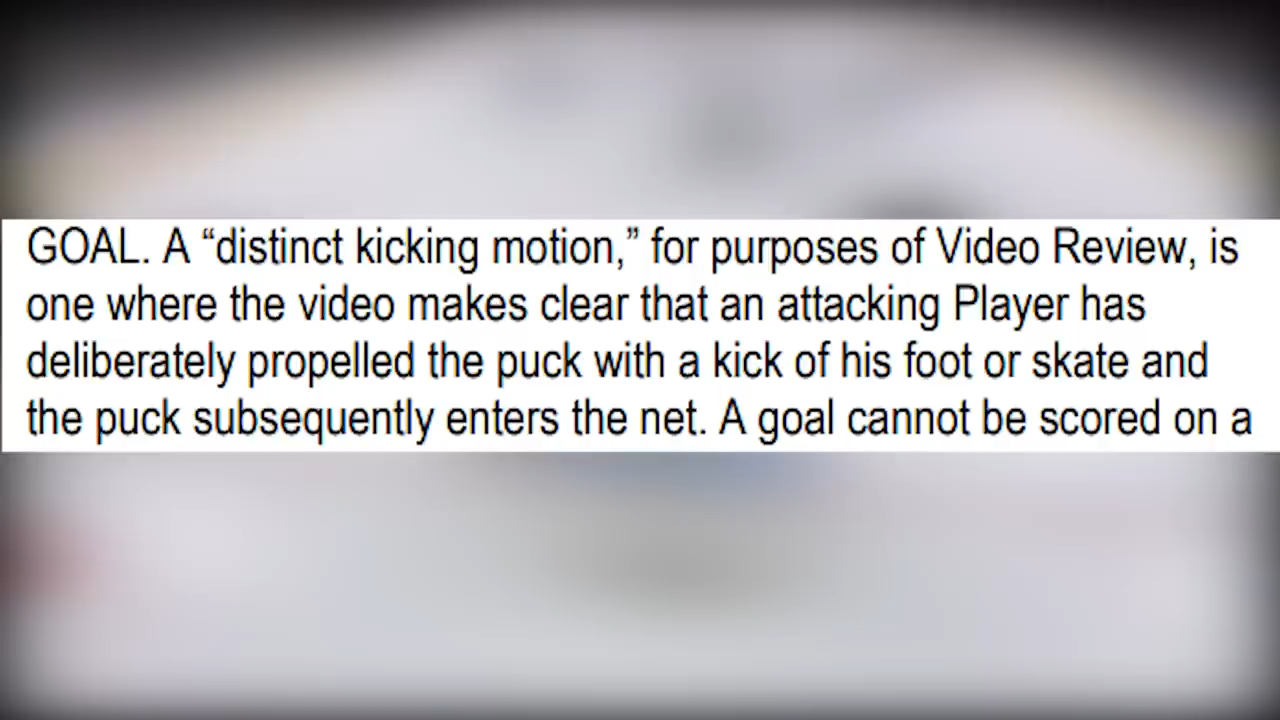 GOAL. A “distinct kicking motion,” for purposes of Video Review, is
one where the video makes clear that an attacking Player has
deliberately propelled the puck with a kick of his foot or skate and
the puck subsequently enters the net. A goal cannot be scored on a